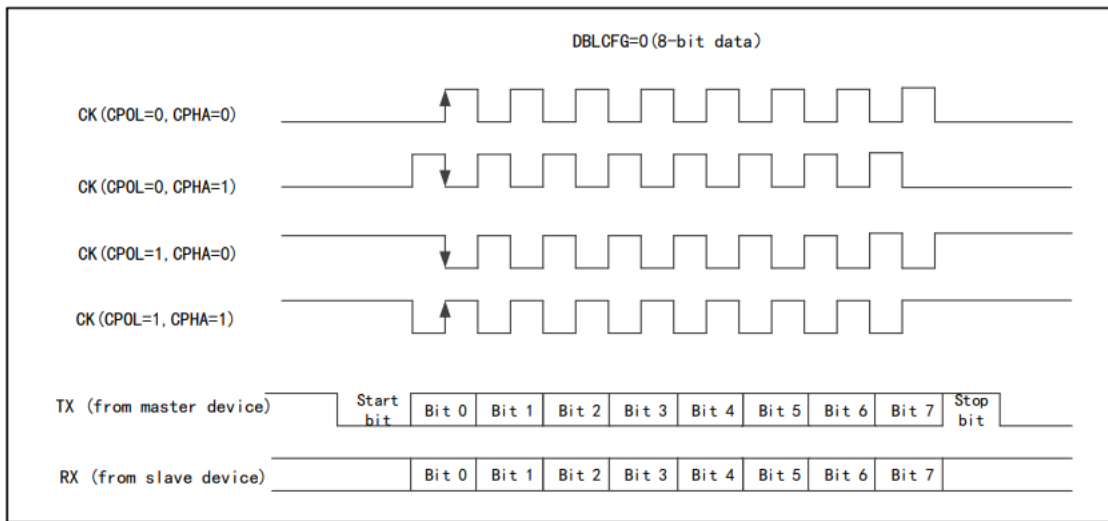 DBLCFG=0(8-bit data)
CK(CPOL=0, CPHA=0)
CK(CPOL=0, CPHA=1)
CK(CPOL=1, CPHA=0)
CK(CPOL=1, CPHA=1)
TX (from master device) Start bit Bit 0 Bit 1 Bit 2 Bit 3 Bit 4 Bit 5 Bit 6 Bit 7 Stop bit
RX (from slave device) Bit 0 Bit 1 Bit 2 Bit 3 Bit 4 Bit 5 Bit 6 Bit 7